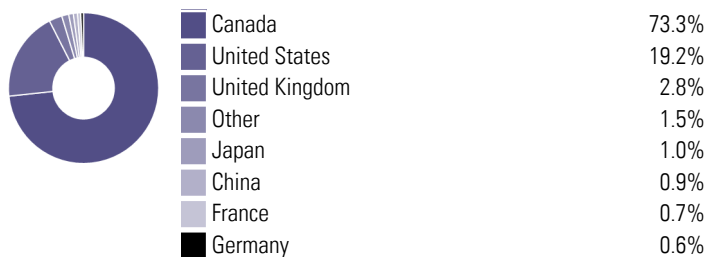 Canada 73.3%
United States 19.2%
United Kingdom 2.8%
Other 1.5%
Japan 1.0%
China 0.9%
France 0.7%
Germany 0.6%